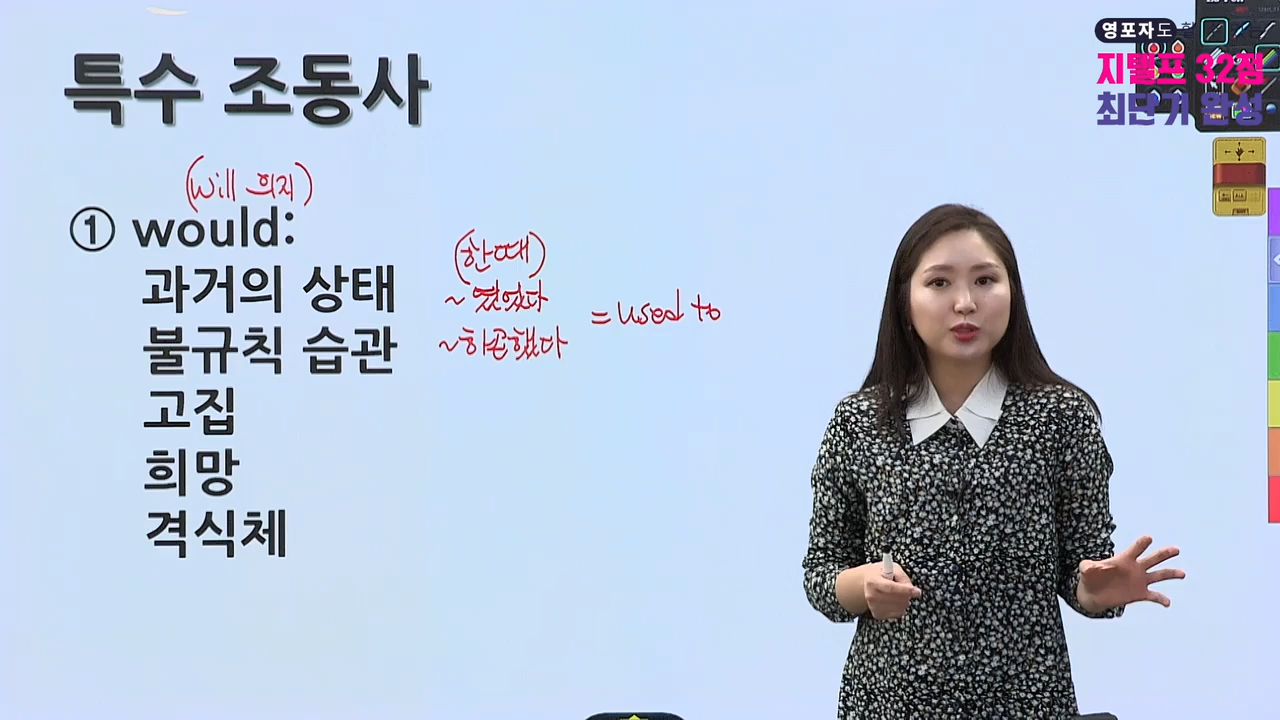 특수 조동사
(will 의지)
① would:
과거의 상태
불규칙 습관
고집
희망
격식체
(한때)
~였었다
~하곤했다
= used to
영포자도
지텔프 32점
최단기 완성